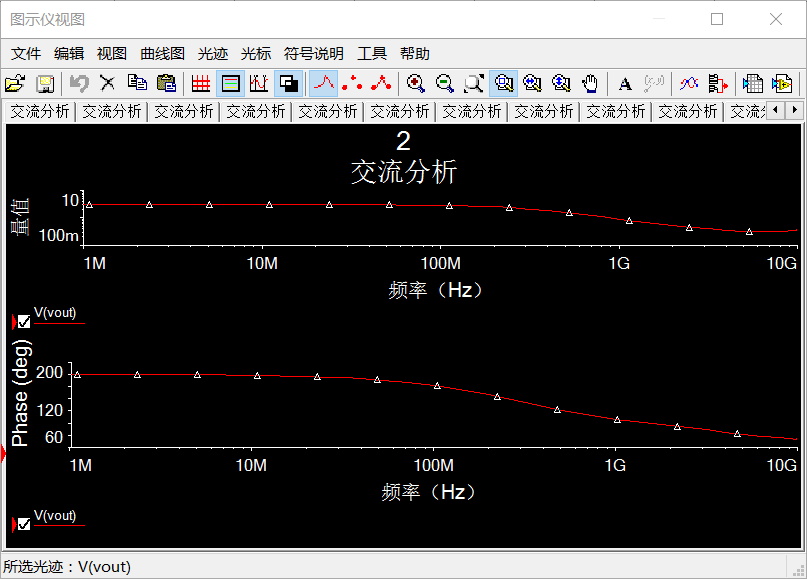 图示仪视图
文件 编辑 视图 曲线图 光迹 光标 符号说明 工具 帮助
交流分析 交流分析 交流分析 交流分析 交流分析 交流分析 交流分析 交流分析 交流分析 交流分析 交流
2
交流分析
量值
10
100m
1M 10M 100M 1G 10G
频率（Hz）
V(vout)
Phase (deg)
200
120
60
1M 10M 100M 1G 10G
频率（Hz）
V(vout)
所选光迹：V(vout)